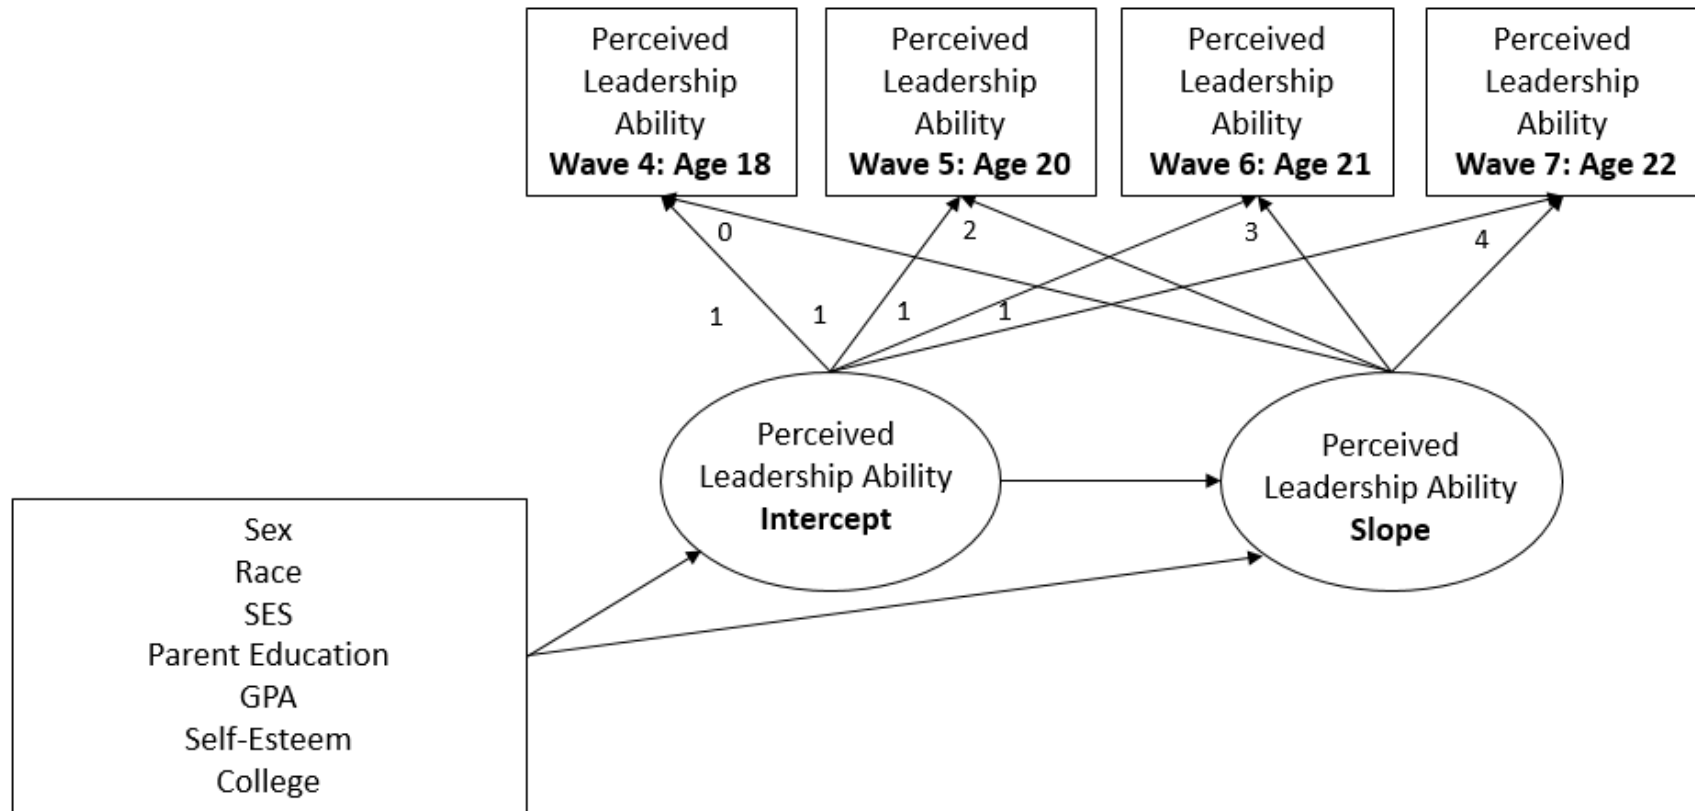 Perceived
Leadership
Ability
Wave 4: Age 18
Perceived
Leadership
Ability
Wave 5: Age 20
Perceived
Leadership
Ability
Wave 6: Age 21
Perceived
Leadership
Ability
Wave 7: Age 22
0
2
3
4
1
1
1
1
Perceived
Leadership Ability
Intercept
Perceived
Leadership Ability
Slope
Sex
Race
SES
Parent Education
GPA
Self-Esteem
College